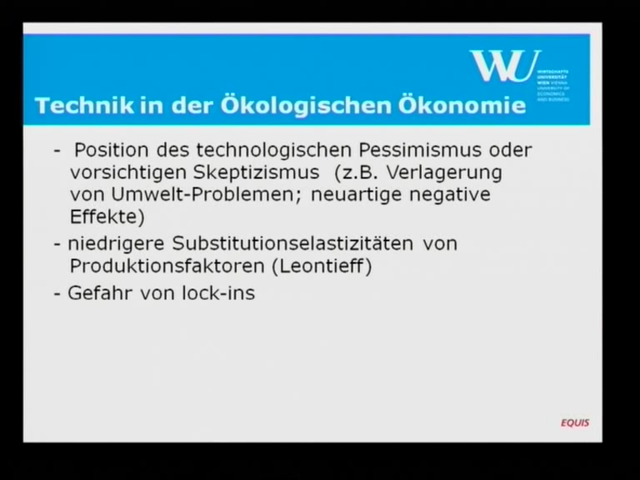 WU
WIRTSCHAFTS
UNIVERSITÄT
WIEN VIENNA
UNIVERSITY OF
ECONOMICS
AND BUSINESS
Technik in der Ökologischen Ökonomie
- Position des technologischen Pessimismus oder
vorsichtigen Skeptizismus (z.B. Verlagerung
von Umwelt-Problemen; neuartige negative
Effekte)
- niedrigere Substitutionselastizitäten von
Produktionsfaktoren (Leontieff)
- Gefahr von lock-ins
EQUIS